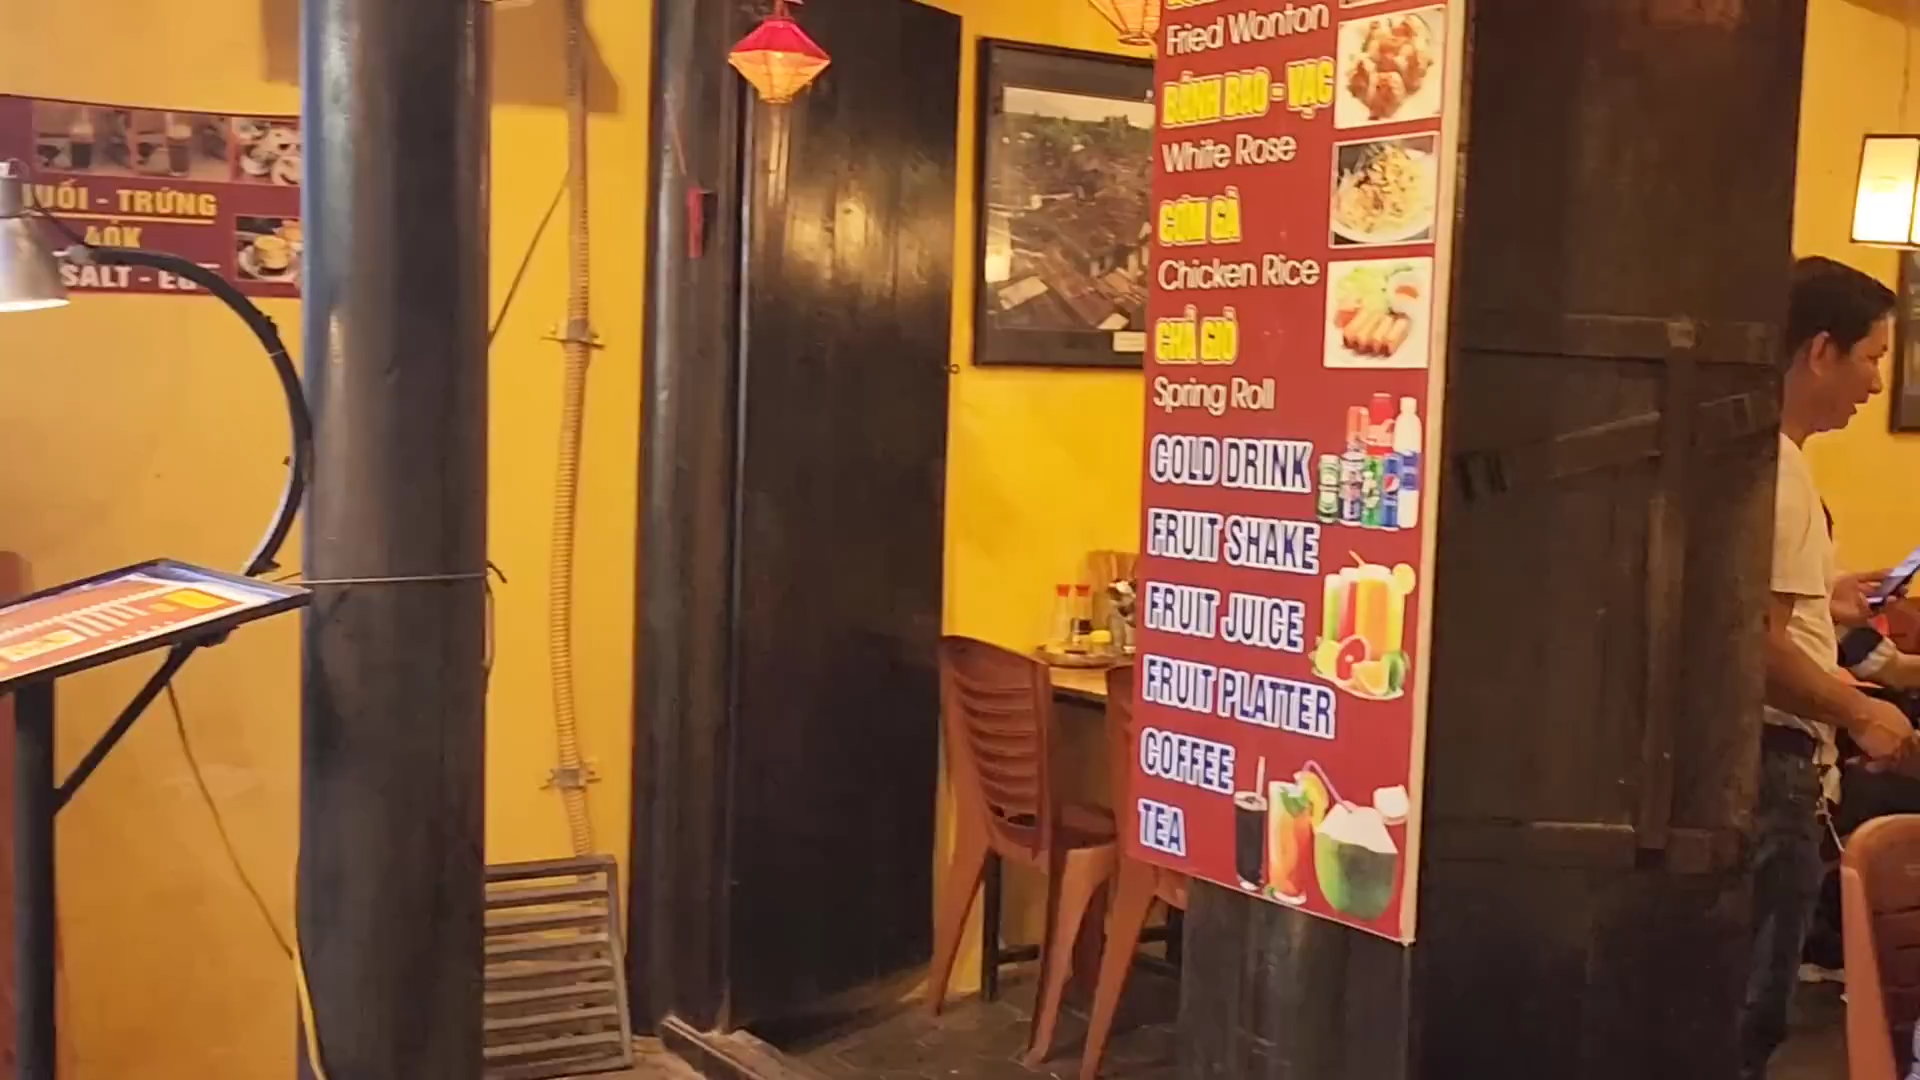 TRỨNG
40K
SALT
Fried Wonton
BÁNH BAO - VẠC
White Rose
CƠM GÀ
Chicken Rice
CHẢ GIÒ
Spring Roll
COLD DRINK
FRUIT SHAKE
FRUIT JUICE
FRUIT PLATTER
COFFEE
TEA